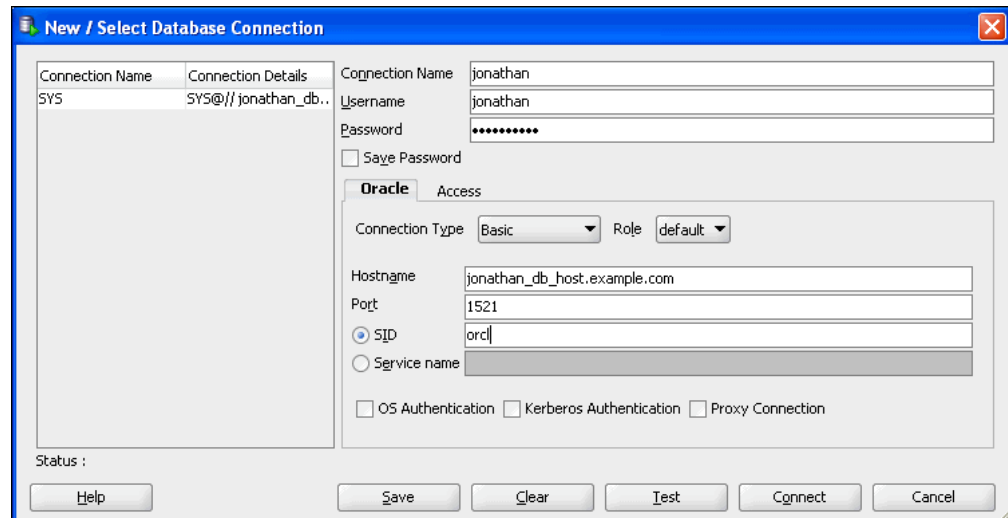 New / Select Database Connection
Connection Name Connection Details
SYS SYS@//jonathan_db..
Connection Name jonathan
Username jonathan
Password ••••••••••
Save Password
Oracle Access
Connection Type Basic Role default
Hostname jonathan_db_host.example.com
Port 1521
SID orcl
Service name
OS Authentication Kerberos Authentication Proxy Connection
Status :
Help Save Clear Test Connect Cancel